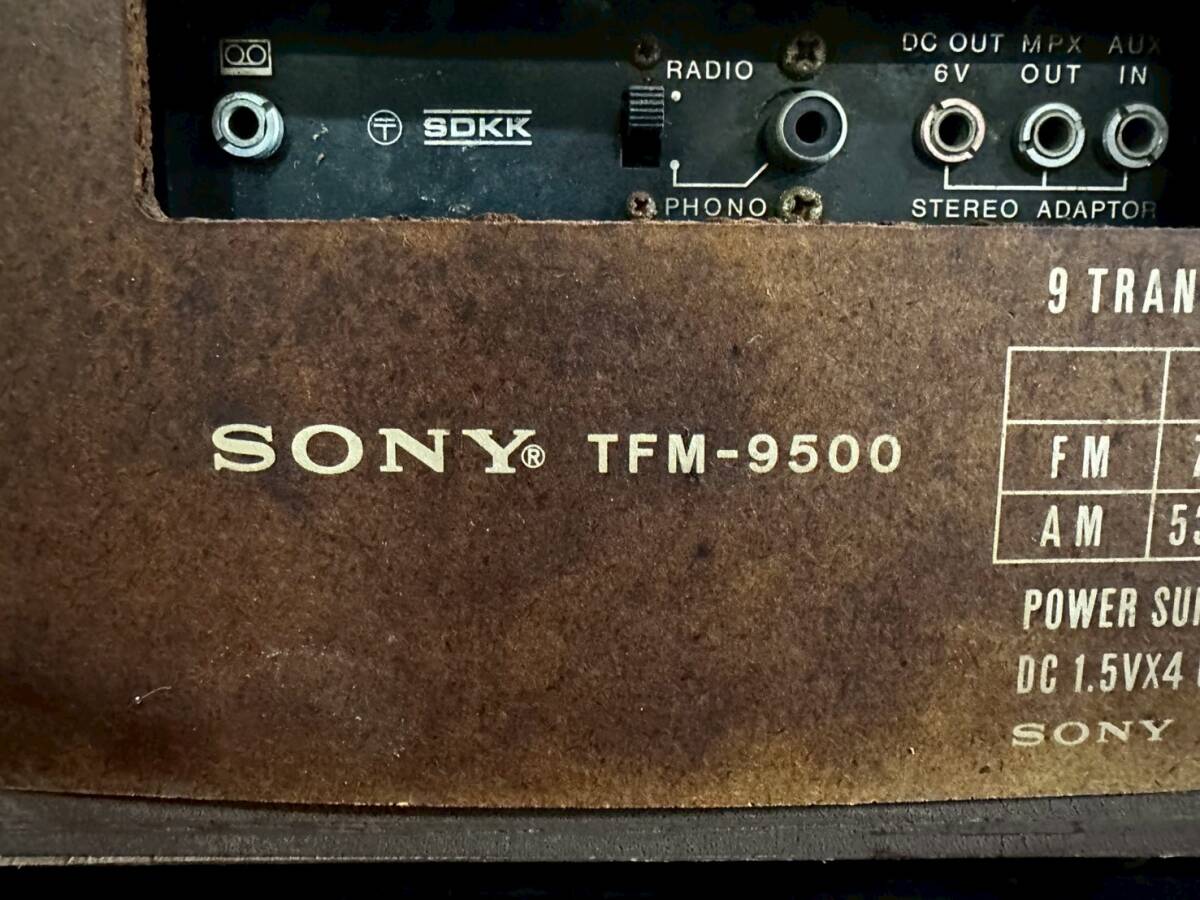 RADIO
DC OUT MPX AUX
6V OUT IN
〒 SDKK
PHONO
STEREO ADAPTOR
9 TRAN
SONY® TFM-9500
FM
AM 53
POWER SU
DC 1.5VX4
SONY